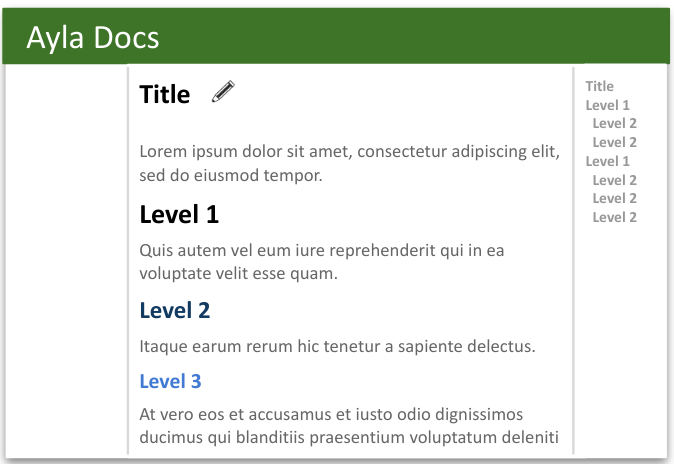 Ayla Docs
Title
Lorem ipsum dolor sit amet, consectetur adipiscing elit,
sed do eiusmod tempor.
Level 1
Quis autem vel eum iure reprehenderit qui in ea
voluptate velit esse quam.
Level 2
Itaque earum rerum hic tenetur a sapiente delectus.
Level 3
At vero eos et accusamus et iusto odio dignissimos
ducimus qui blanditiis praesentium voluptatum deleniti
Title
Level 1
Level 2
Level 2
Level 1
Level 2
Level 2
Level 2